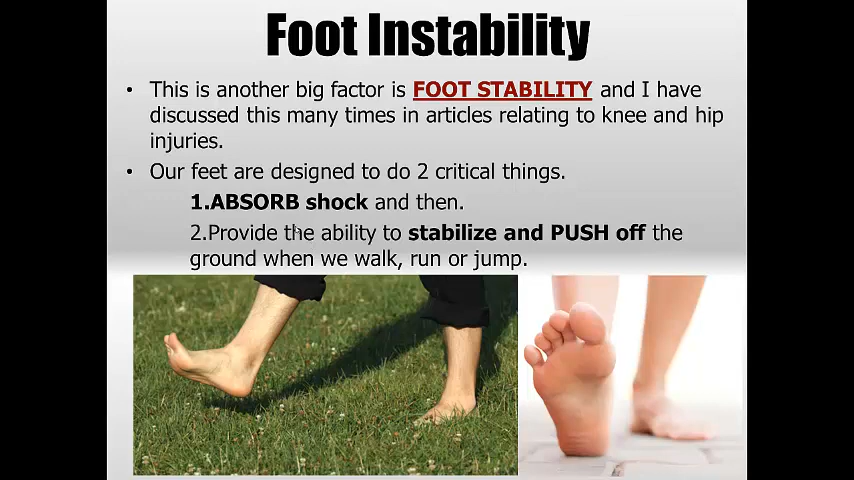 Foot Instability
• This is another big factor is FOOT STABILITY and I have
discussed this many times in articles relating to knee and hip
injuries.
• Our feet are designed to do 2 critical things.
1.ABSORB shock and then.
2.Provide the ability to stabilize and PUSH off the
ground when we walk, run or jump.